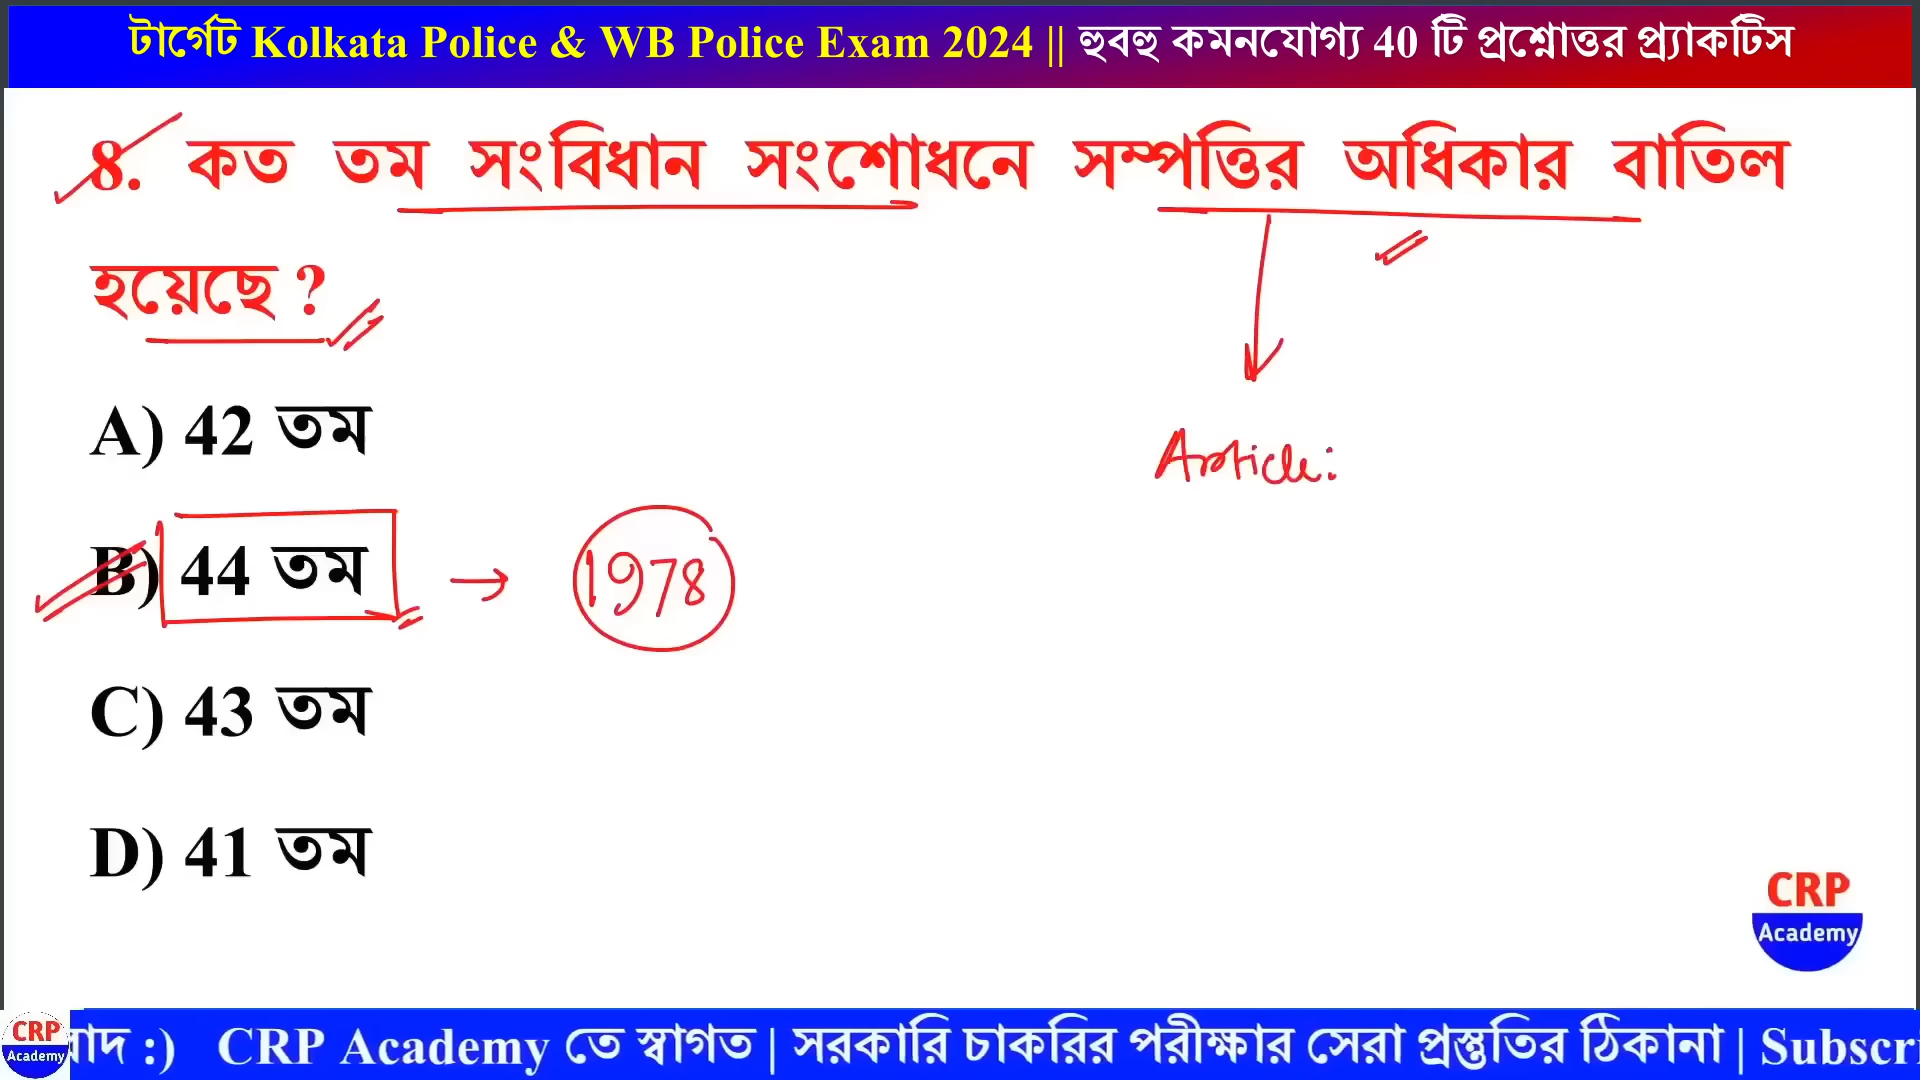 টার্গেট Kolkata Police & WB Police Exam 2024 || হুবহু কমনযোগ্য 40 টি প্রশ্নোত্তর প্র্যাকটিস
8. কত তম সংবিধান সংশোধনে সম্পত্তির অধিকার বাতিল
হয়েছে ?
A) 42 তম
Article:
B) 44 তম → 1978
C) 43 তম
D) 41 তম
CRP
Academy
CRP
Academy
:) CRP Academy তে স্বাগত | সরকারি চাকরির পরীক্ষার সেরা প্রস্তুতির ঠিকানা |